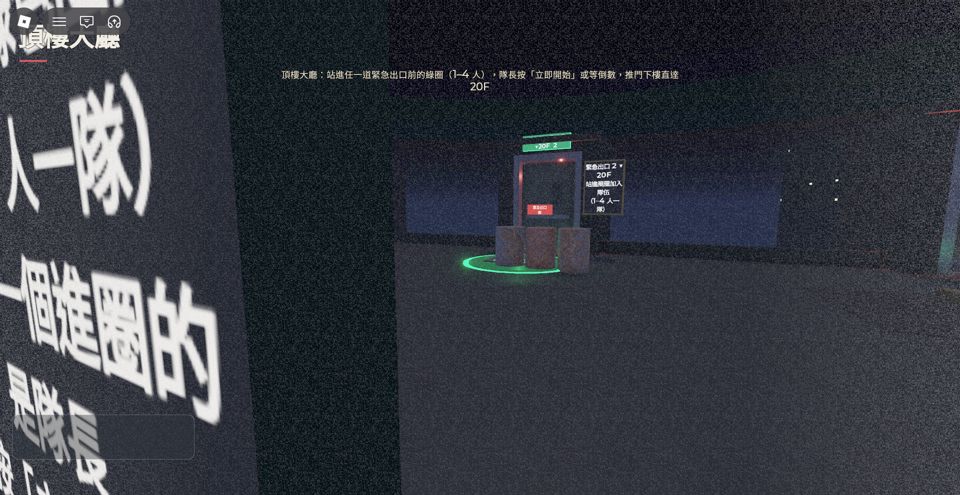 頂樓大廳
頂樓大廳：站進任一道緊急出口前的綠圈（1–4 人），隊長按「立即開始」或等倒數，推門下樓直達
20F
人一隊）
一個進圈的
是隊長
按「
20F 2
緊急出口 2
20F
站進綠圈加入
隊伍
（1–4 人一
隊）